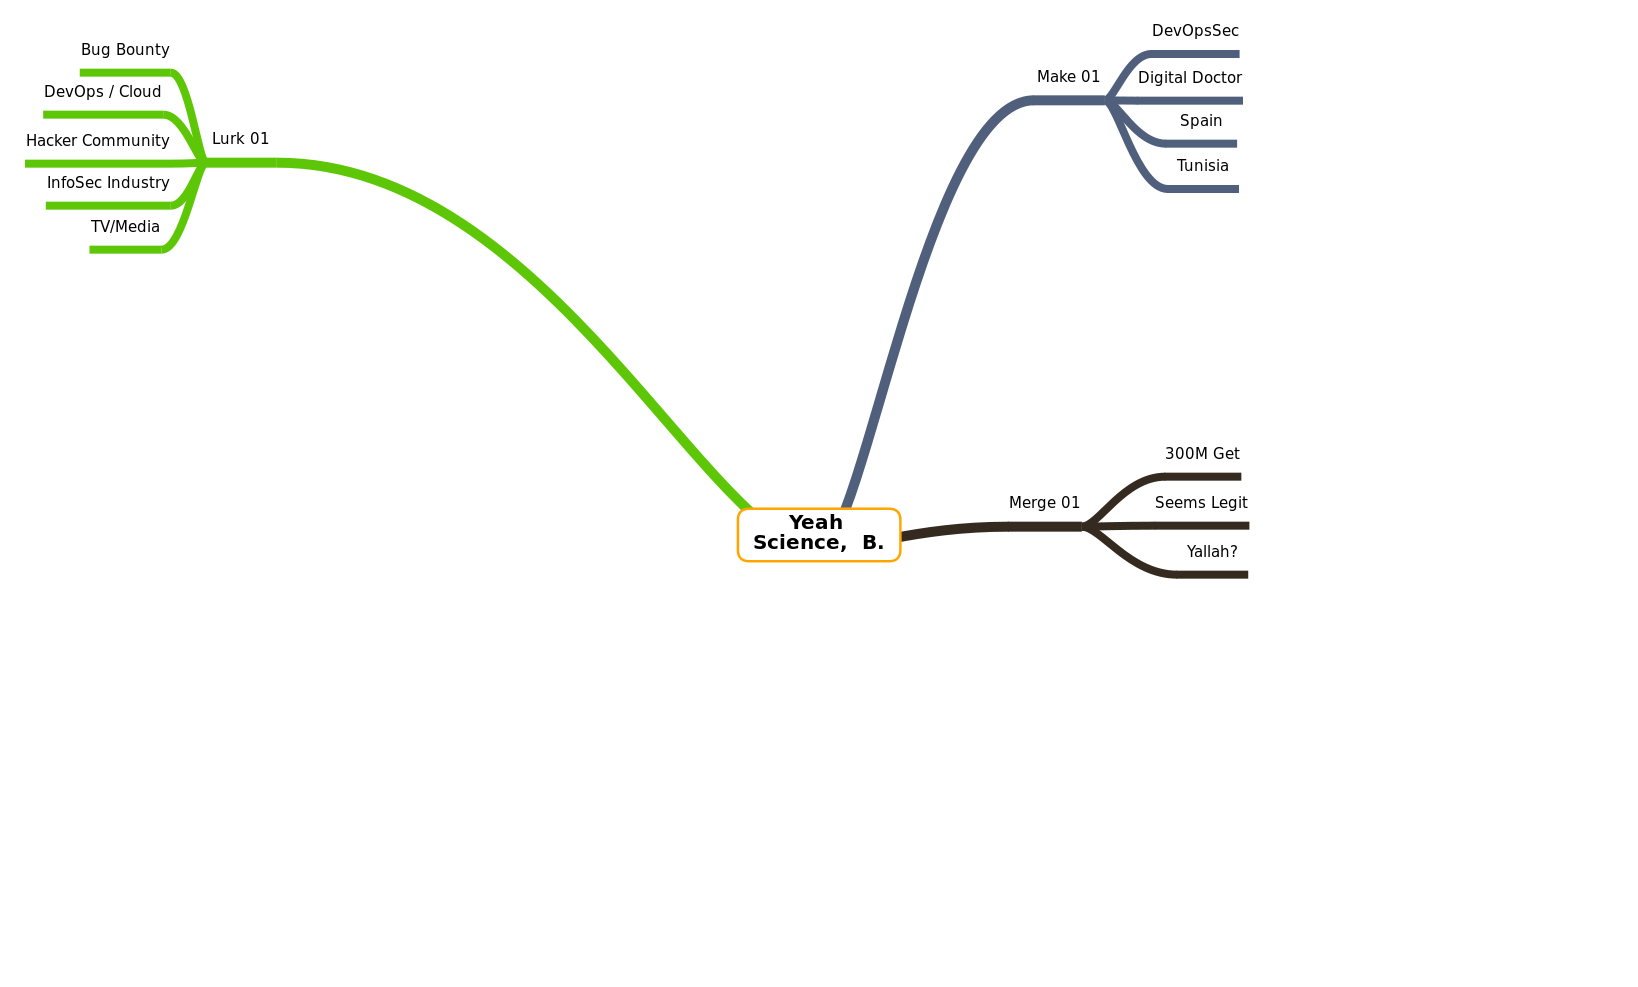 Bug Bounty
DevOps / Cloud
Hacker Community
InfoSec Industry
TV/Media
Lurk 01
Make 01
DevOpsSec
Digital Doctor
Spain
Tunisia
Yeah
Science, B.
Merge 01
300M Get
Seems Legit
Yallah?